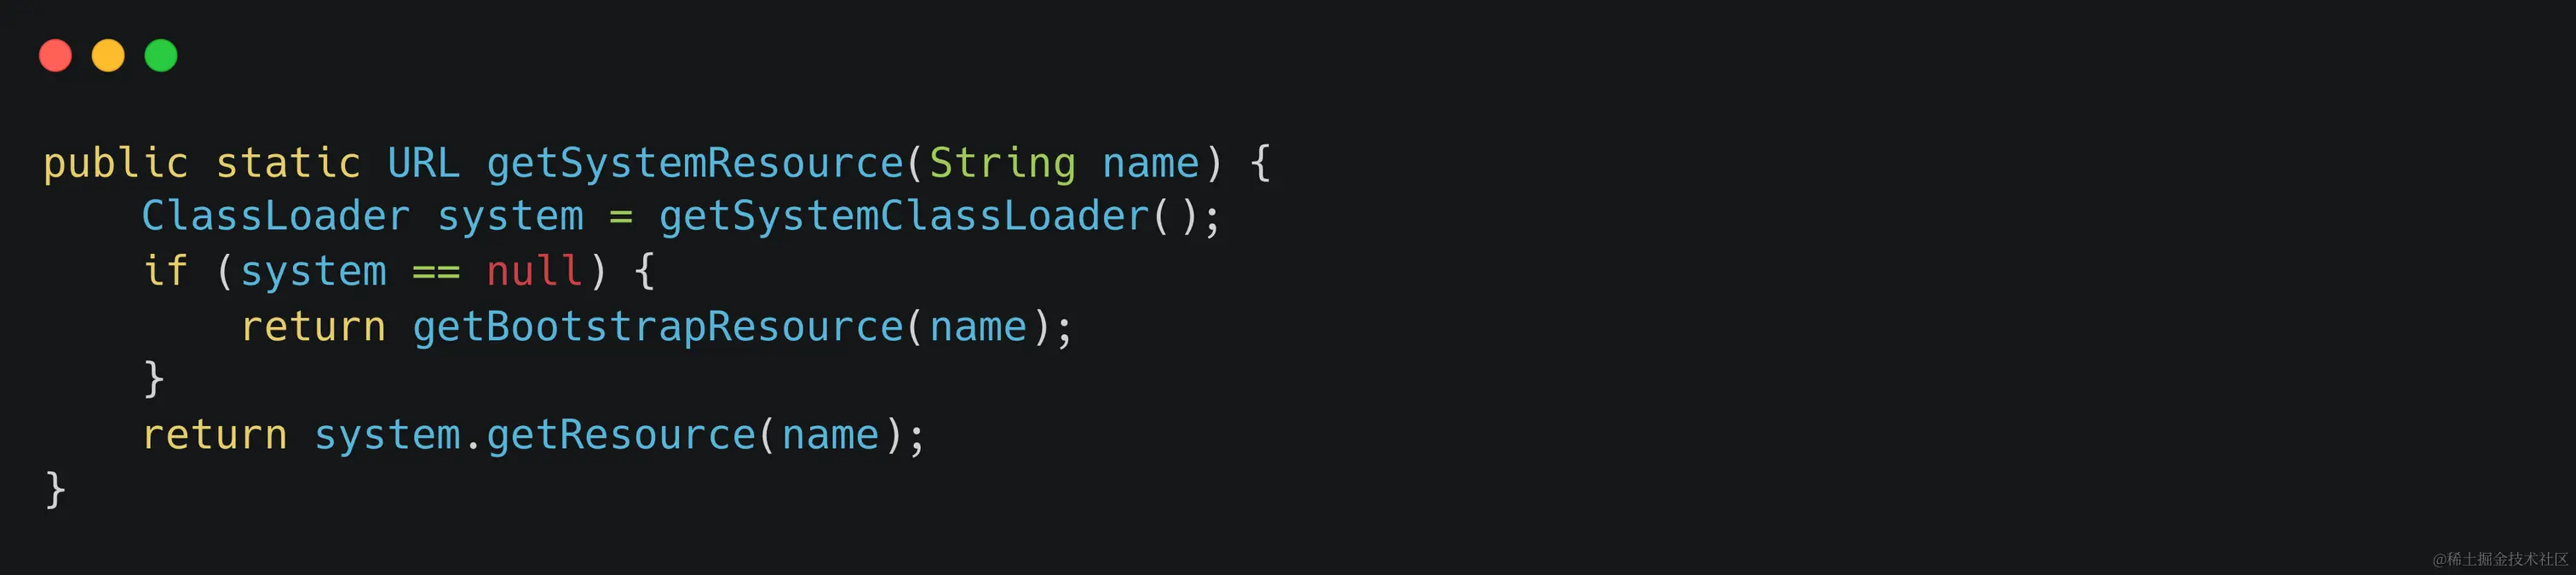 public static URL getSystemResource(String name) {
    ClassLoader system = getSystemClassLoader();
    if (system == null) {
        return getBootstrapResource(name);
    }
    return system.getResource(name);
}
@稀土掘金技术社区